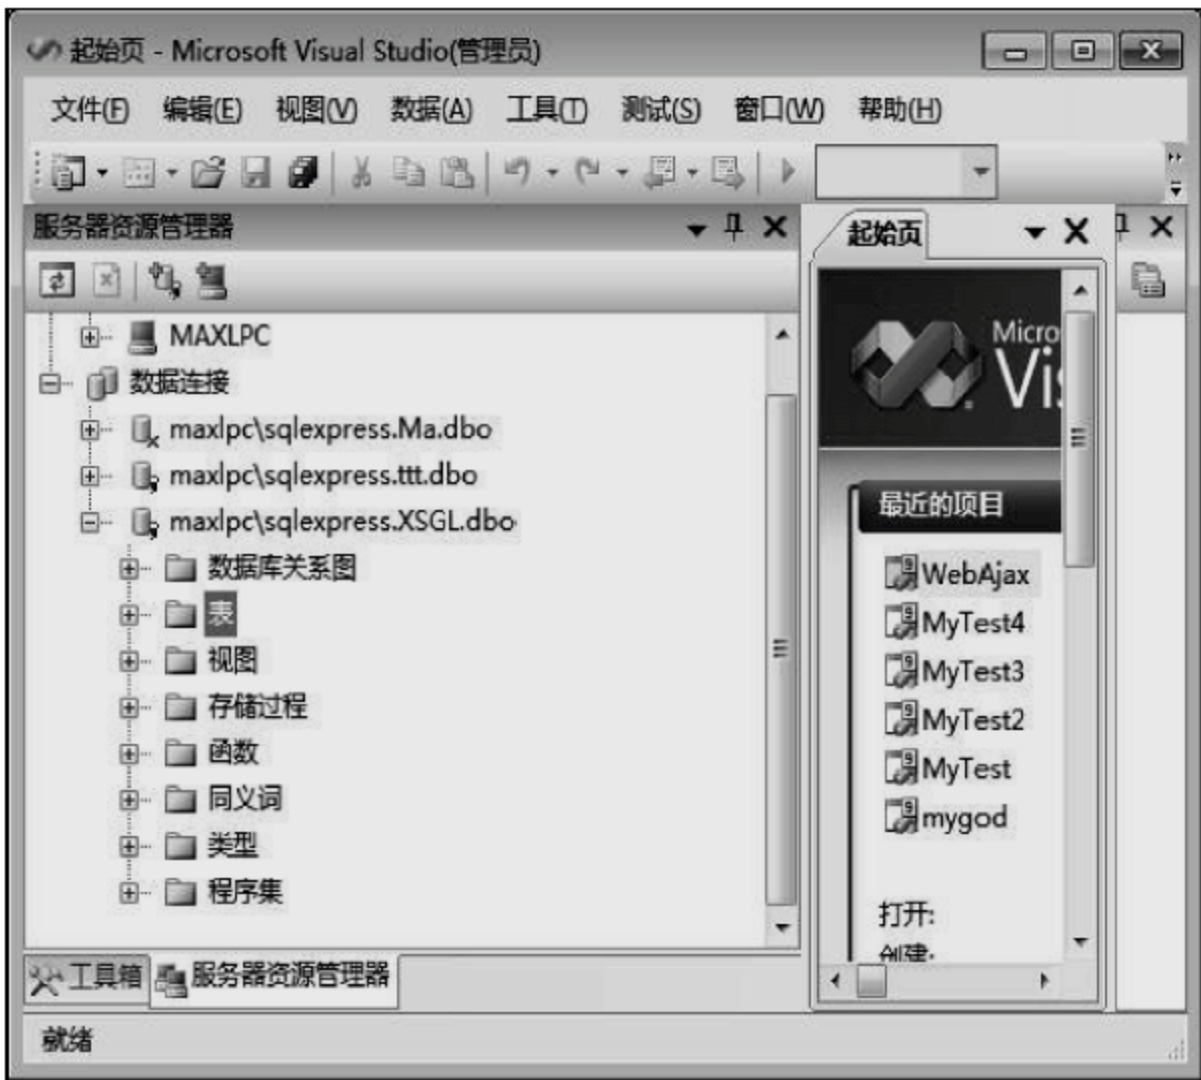 起始页 - Microsoft Visual Studio(管理员)
文件(F) 编辑(E) 视图(V) 数据(A) 工具(T) 测试(S) 窗口(W) 帮助(H)
服务器资源管理器
MAXLPC
数据连接
maxlpc\sqlexpress.Ma.dbo
maxlpc\sqlexpress.ttt.dbo
maxlpc\sqlexpress.XSGL.dbo
数据库关系图
表
视图
存储过程
函数
同义词
类型
程序集
工具箱 服务器资源管理器
起始页
Micro
Vis
最近的项目
WebAjax
MyTest4
MyTest3
MyTest2
MyTest
mygod
打开:
创建:
就绪